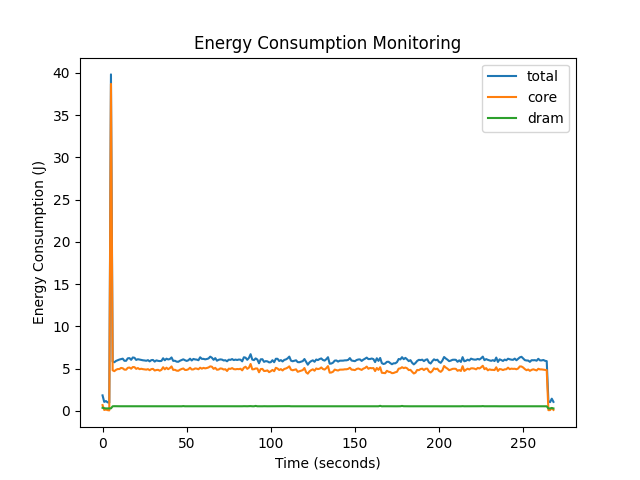 Energy Consumption Monitoring
total
core
dram
40
35
30
25
20
15
10
5
0
Energy Consumption (J)
0 50 100 150 200 250
Time (seconds)